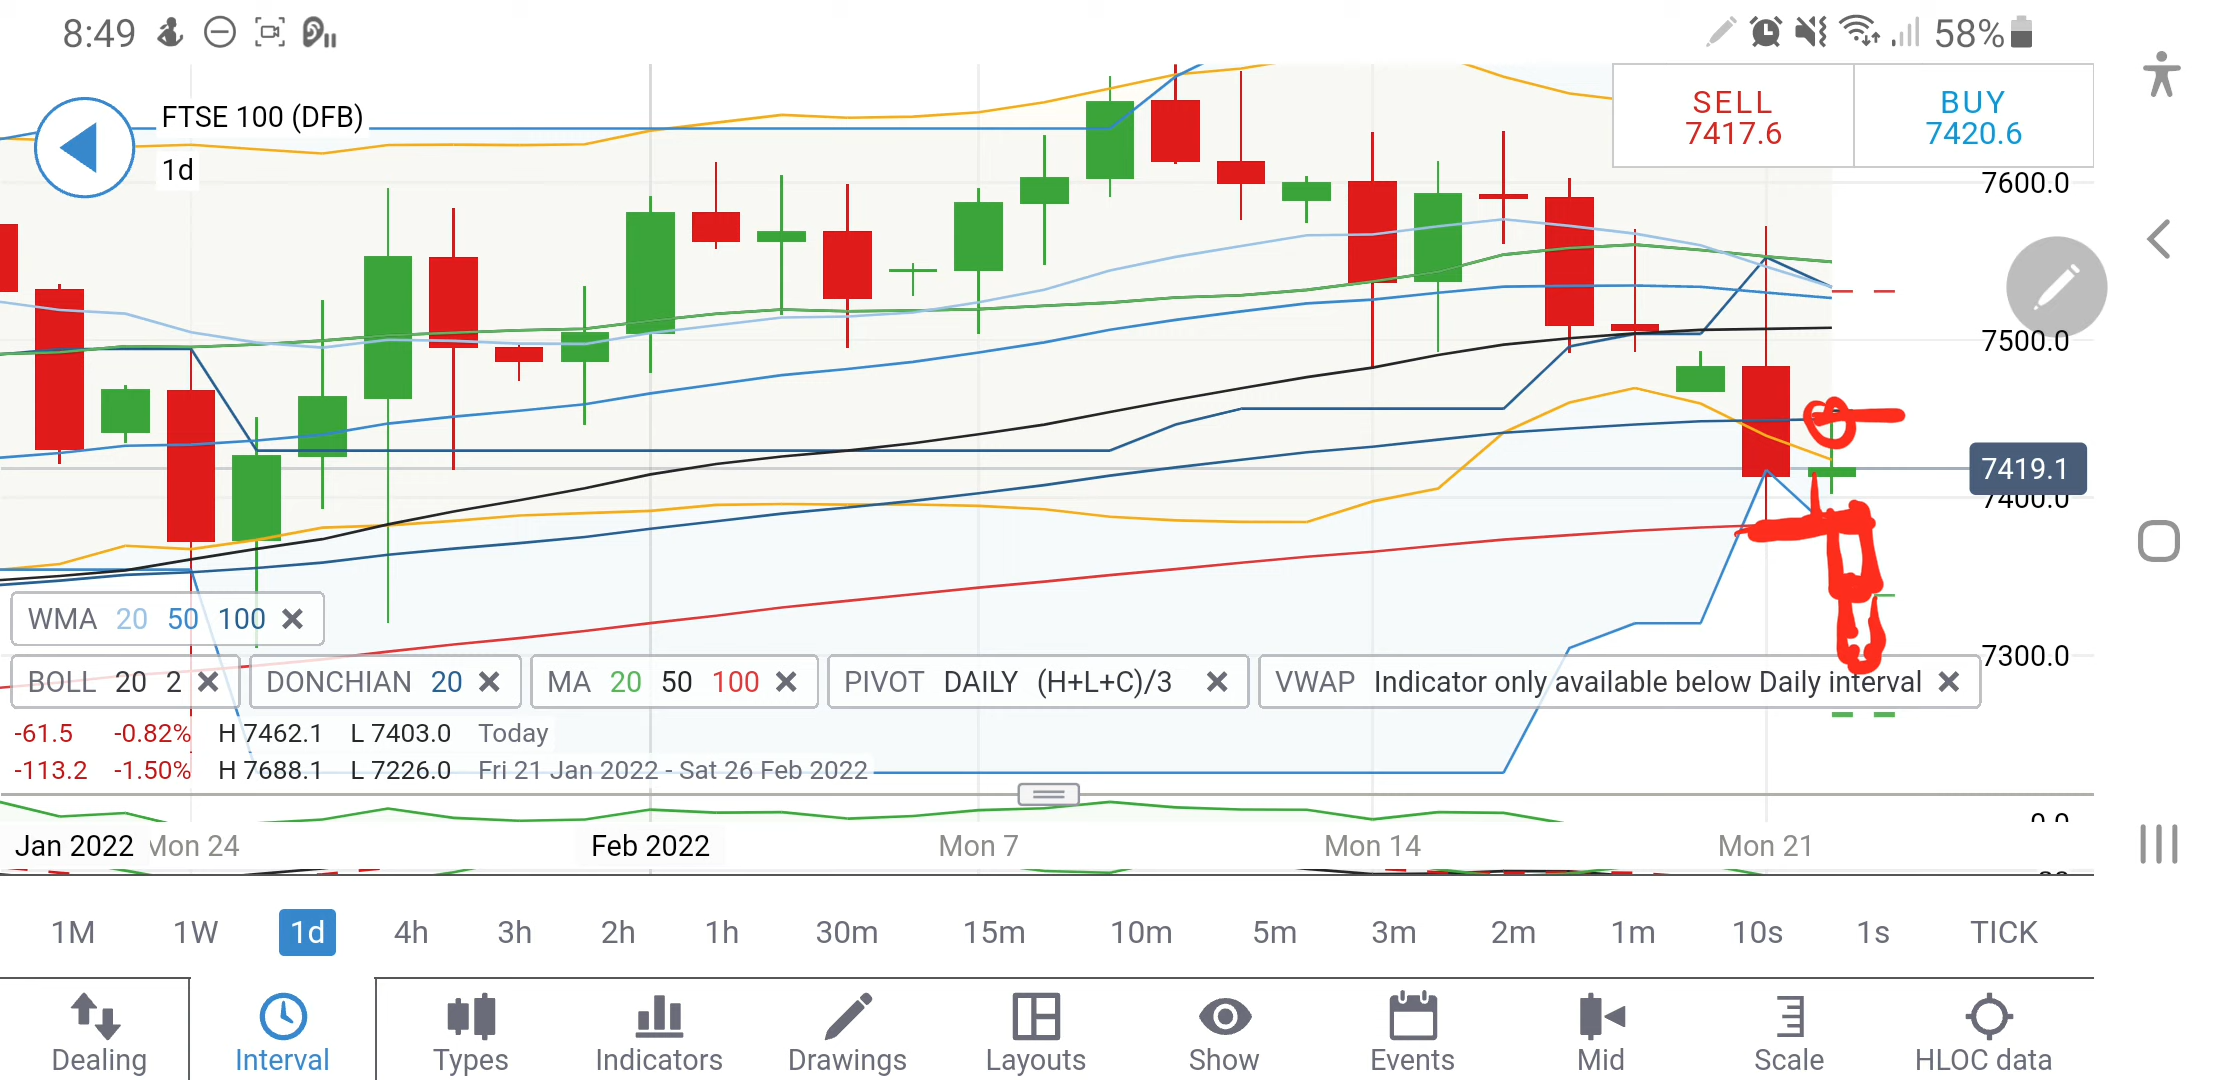 8:49
58%
FTSE 100 (DFB)
1d
SELL
7417.6
BUY
7420.6
7600.0
7500.0
7419.1
7400.0
7300.0
WMA 20 50 100
BOLL 20 2
DONCHIAN 20
MA 20 50 100
PIVOT DAILY (H+L+C)/3
VWAP Indicator only available below Daily interval
-61.5 -0.82% H 7462.1 L 7403.0 Today
-113.2 -1.50% H 7688.1 L 7226.0 Fri 21 Jan 2022 - Sat 26 Feb 2022
Jan 2022 Mon 24 Feb 2022 Mon 7 Mon 14 Mon 21
1M 1W 1d 4h 3h 2h 1h 30m 15m 10m 5m 3m 2m 1m 10s 1s TICK
Dealing Interval Types Indicators Drawings Layouts Show Events Mid Scale HLOC data